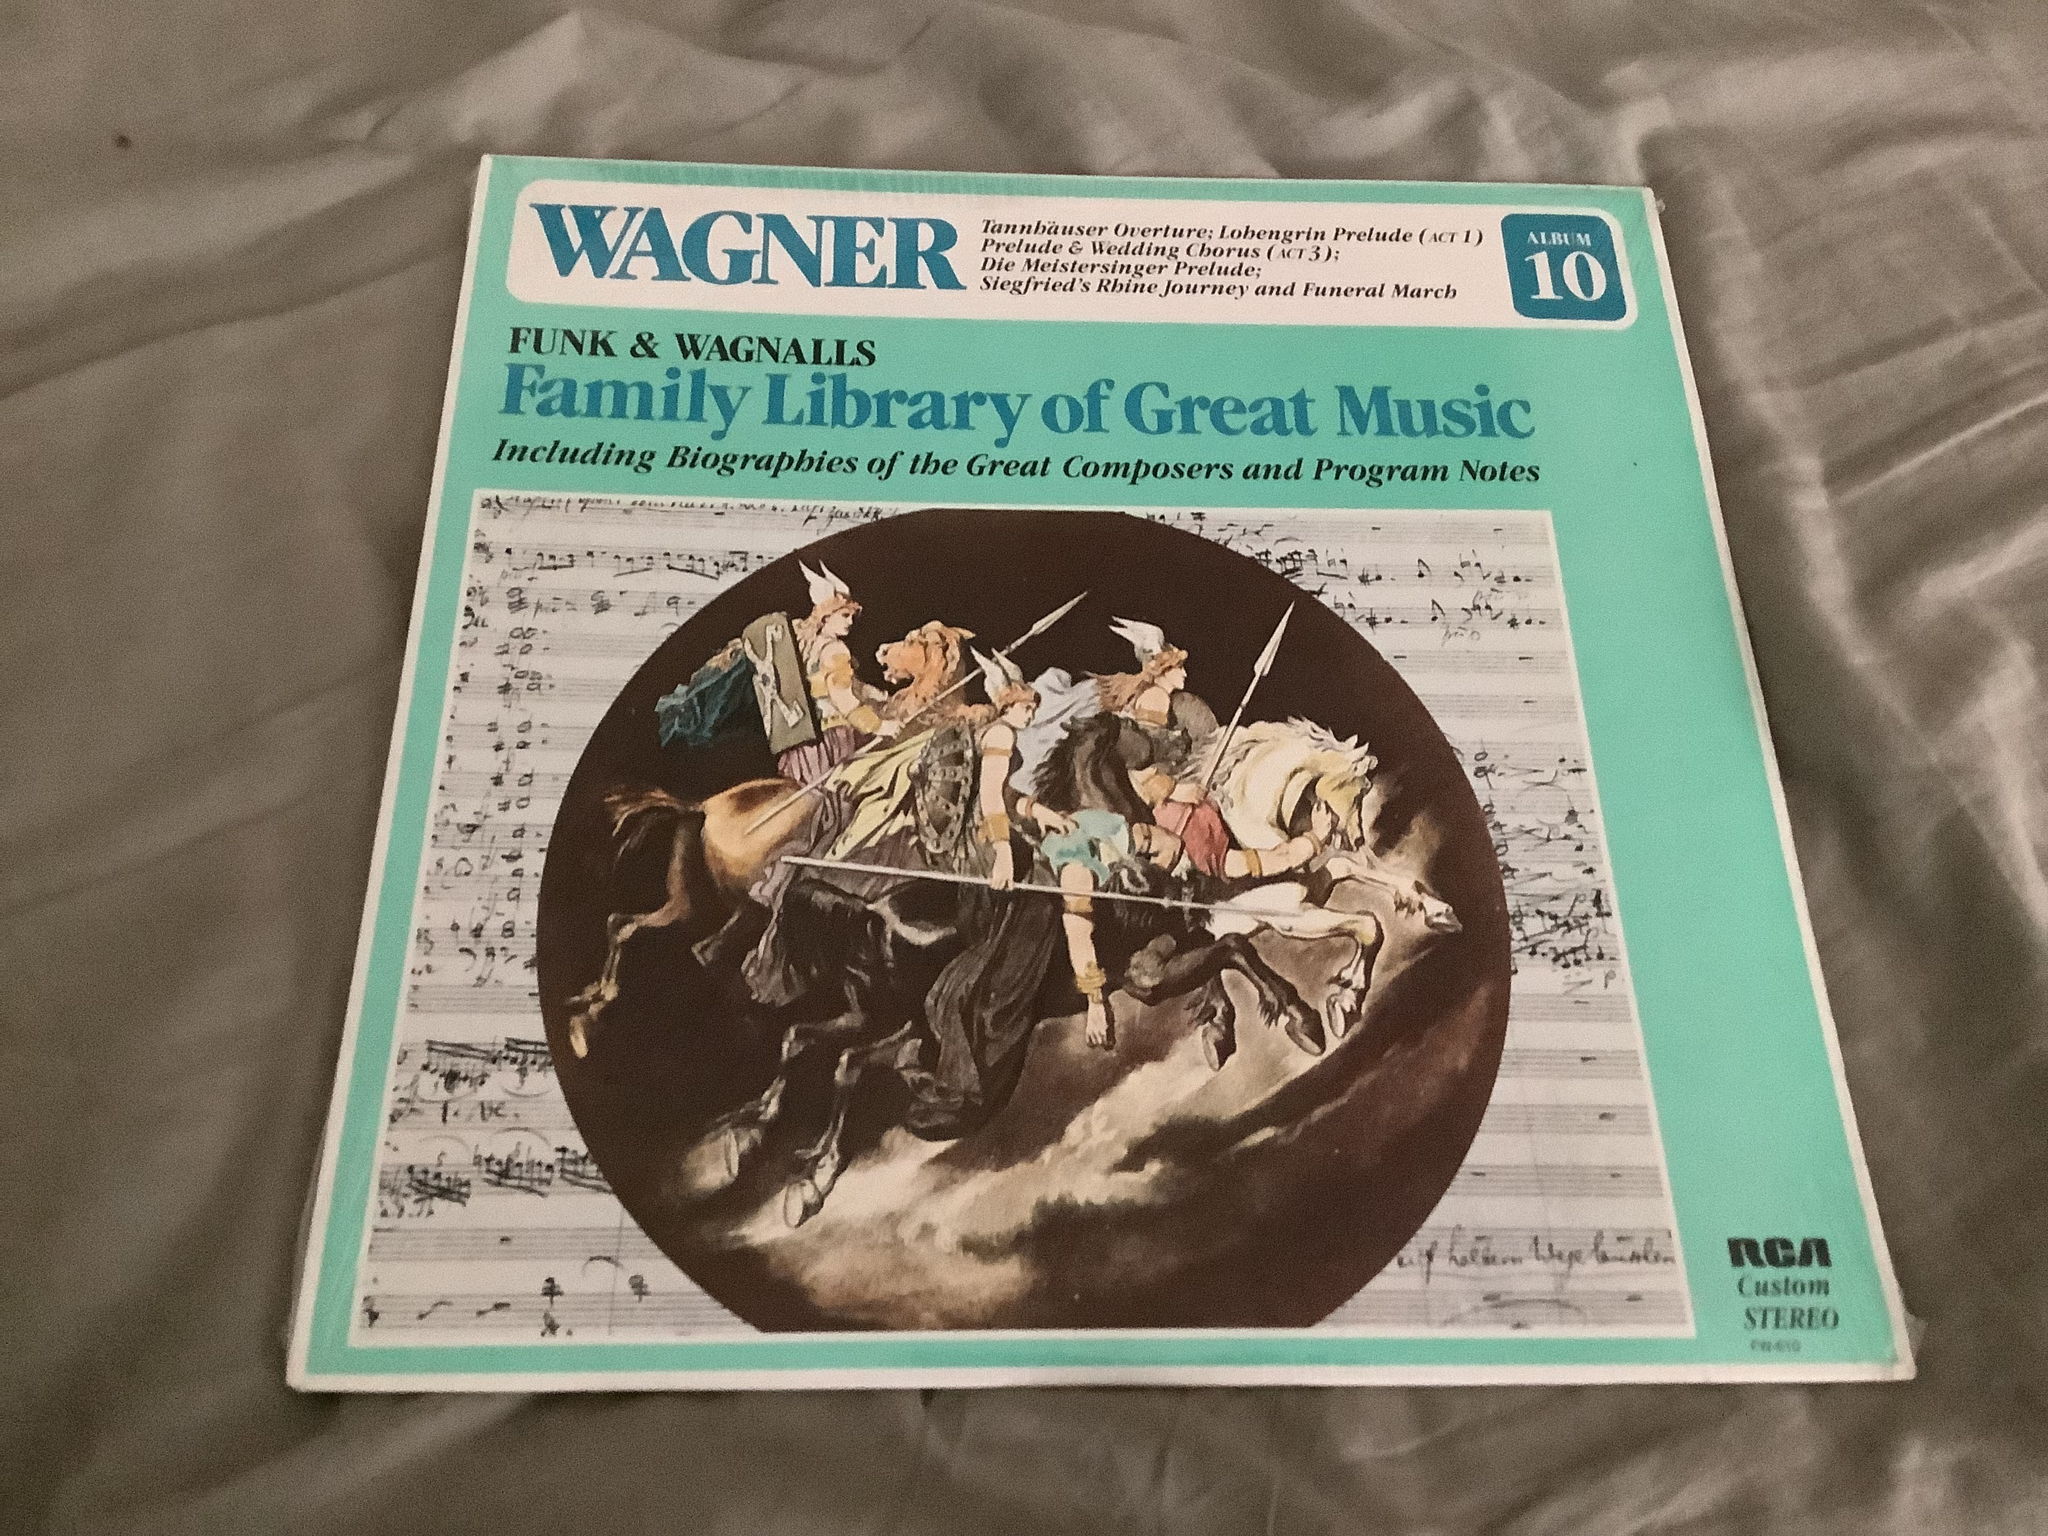 WAGNER
Tannhäuser Overture; Lohengrin Prelude (ACT 1)
Prelude & Wedding Chorus (ACT 3);
Die Meistersinger Prelude;
Siegfried's Rhine Journey and Funeral March
ALBUM
10
FUNK & WAGNALLS
Family Library of Great Music
Including Biographies of the Great Composers and Program Notes
RCA
Custom
STEREO